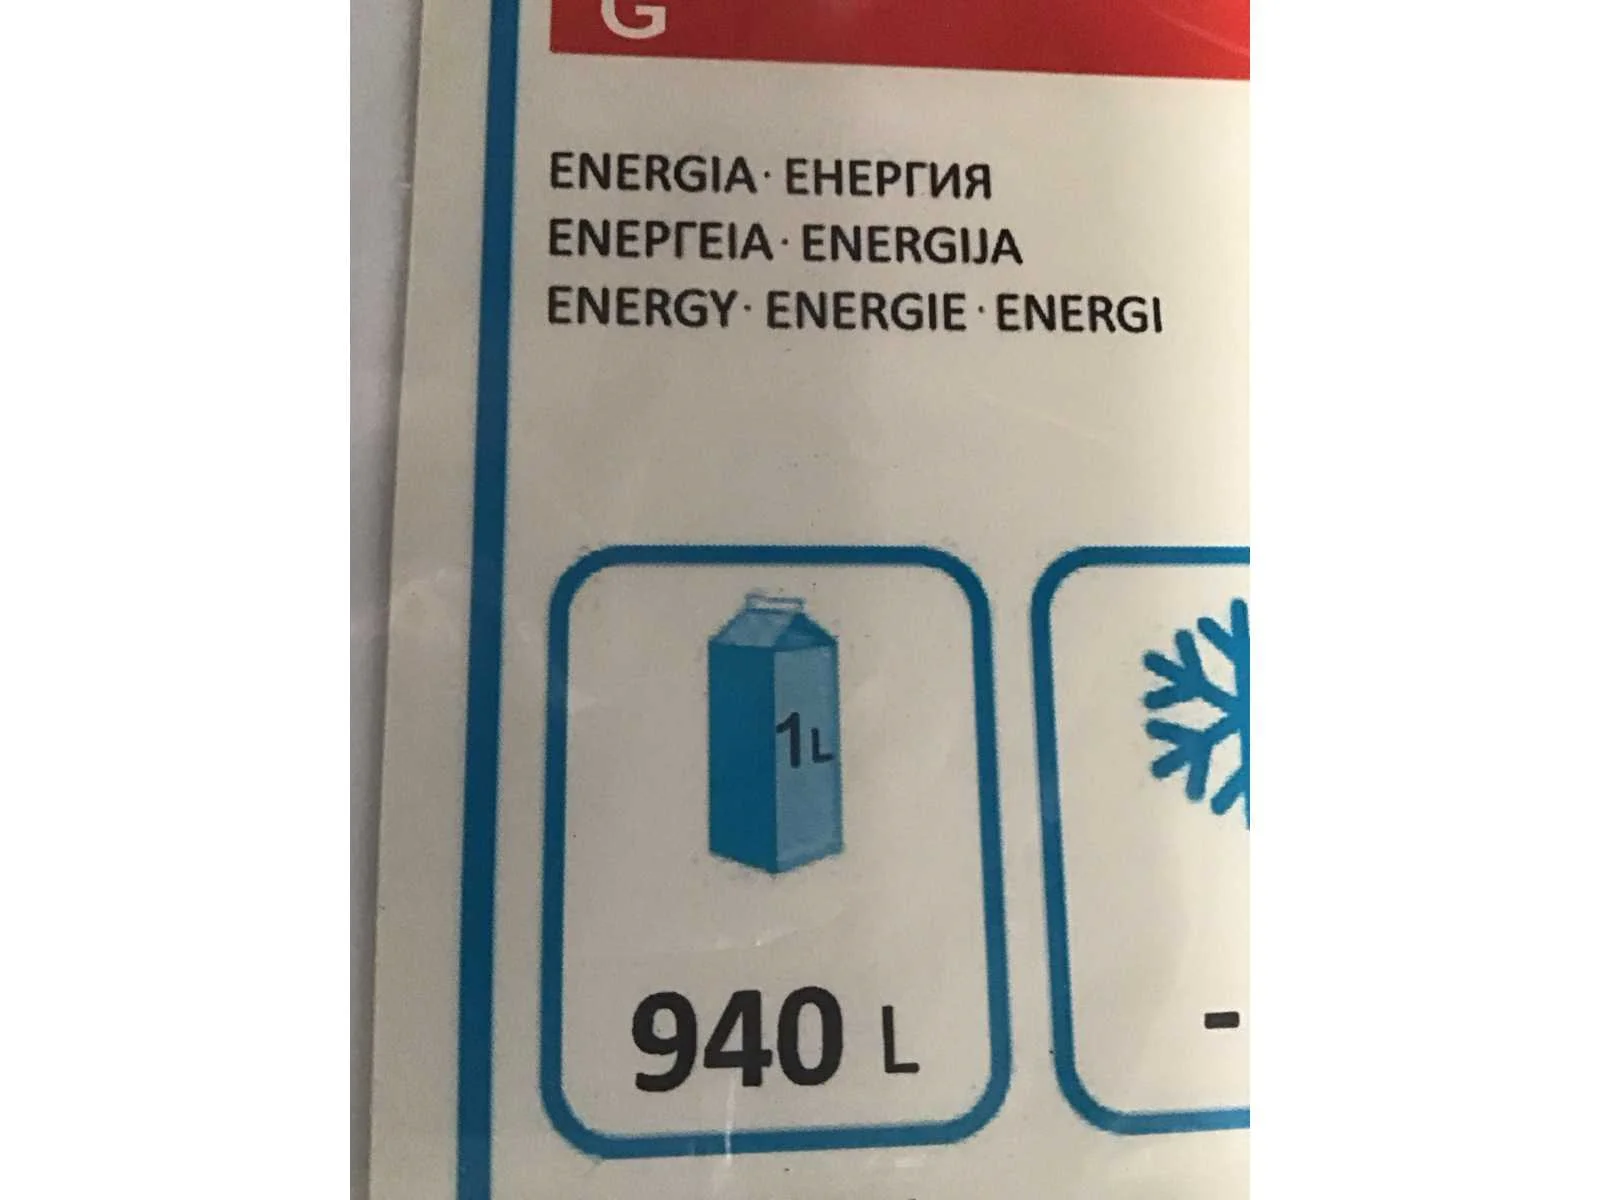 G
ENERGIA · ЕНЕРГИЯ
ΕΝΕΡΓΕΙΑ · ENERGIJA
ENERGY · ENERGIE · ENERGI
1L
940 L
-